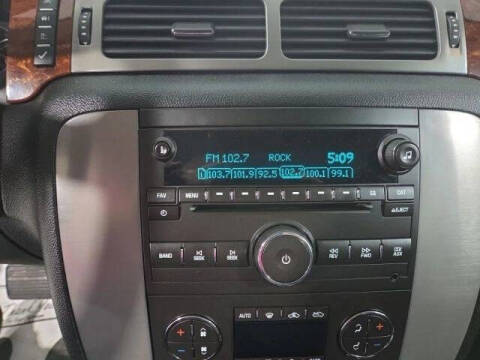 FM 102.7 ROCK 5:09
1 103.7 101.9 92.5 102.7 100.1 99.1
FAV MENU CAT
EJECT
BAND SEEK SEEK REV FWD AUX
AUTO